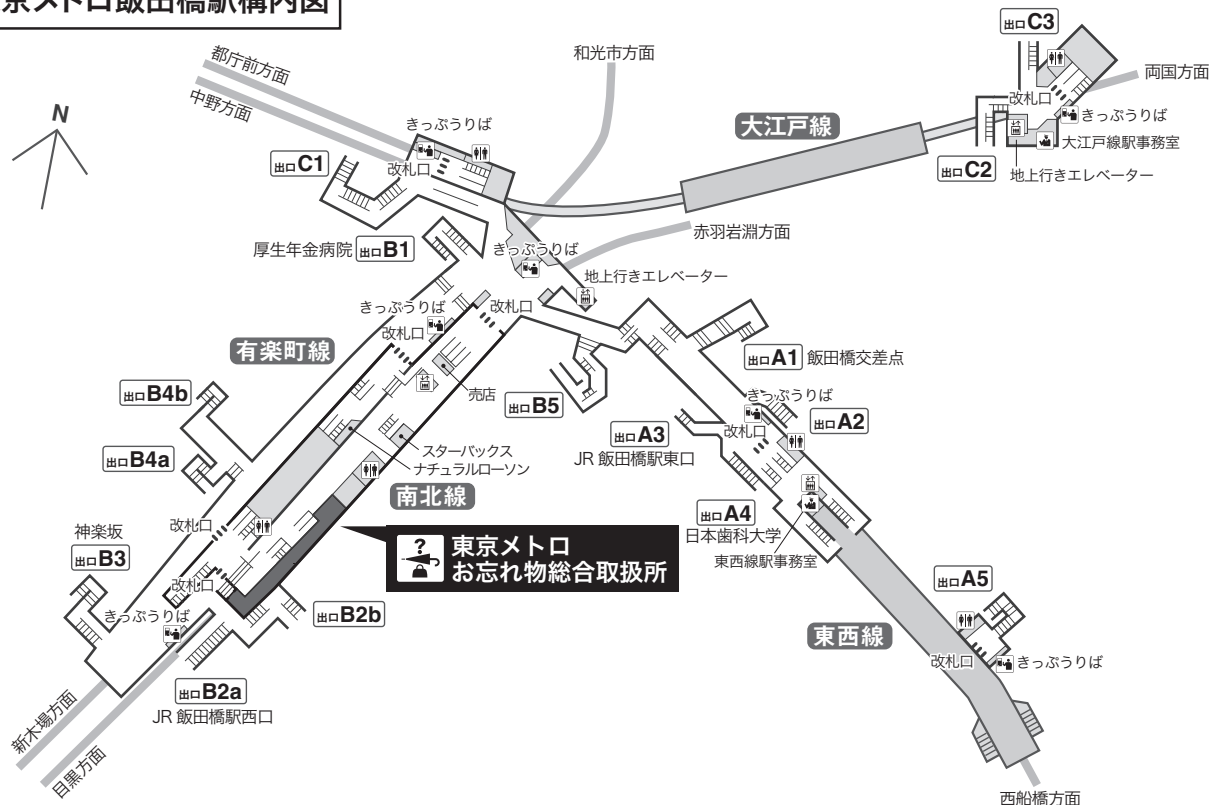 京メトロ飯田橋駅構内図
N
都庁前方面
中野方面
和光市方面
出口C3
両国方面
改札口
きっぷうりば
大江戸線駅事務室
地上行きエレベーター
出口C2
大江戸線
きっぷうりば
改札口
出口C1
赤羽岩淵方面
きっぷうりば
地上行きエレベーター
厚生年金病院 出口B1
きっぷうりば
改札口
改札口
有楽町線
売店
出口B5
出口A1 飯田橋交差点
きっぷうりば
出口A2
改札口
出口A3
JR 飯田橋駅東口
出口B4b
出口B4a
スターバックス
ナチュラルローソン
南北線
出口A4
日本歯科大学
東西線駅事務室
?
東京メトロ
お忘れ物総合取扱所
神楽坂
出口B3
改札口
改札口
きっぷうりば
出口B2b
出口B2a
JR 飯田橋駅西口
出口A5
東西線
改札口
きっぷうりば
新木場方面
目黒方面
西船橋方面